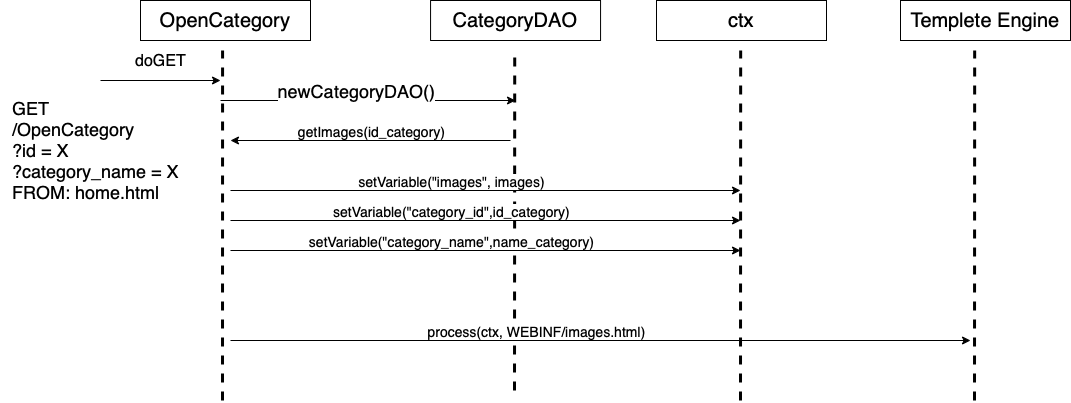 OpenCategory
CategoryDAO
ctx
Templete Engine
doGET
newCategoryDAO()
GET
/OpenCategory
?id = X
?category_name = X
FROM: home.html
getImages(id_category)
setVariable("images", images)
setVariable("category_id",id_category)
setVariable("category_name",name_category)
process(ctx, WEBINF/images.html)